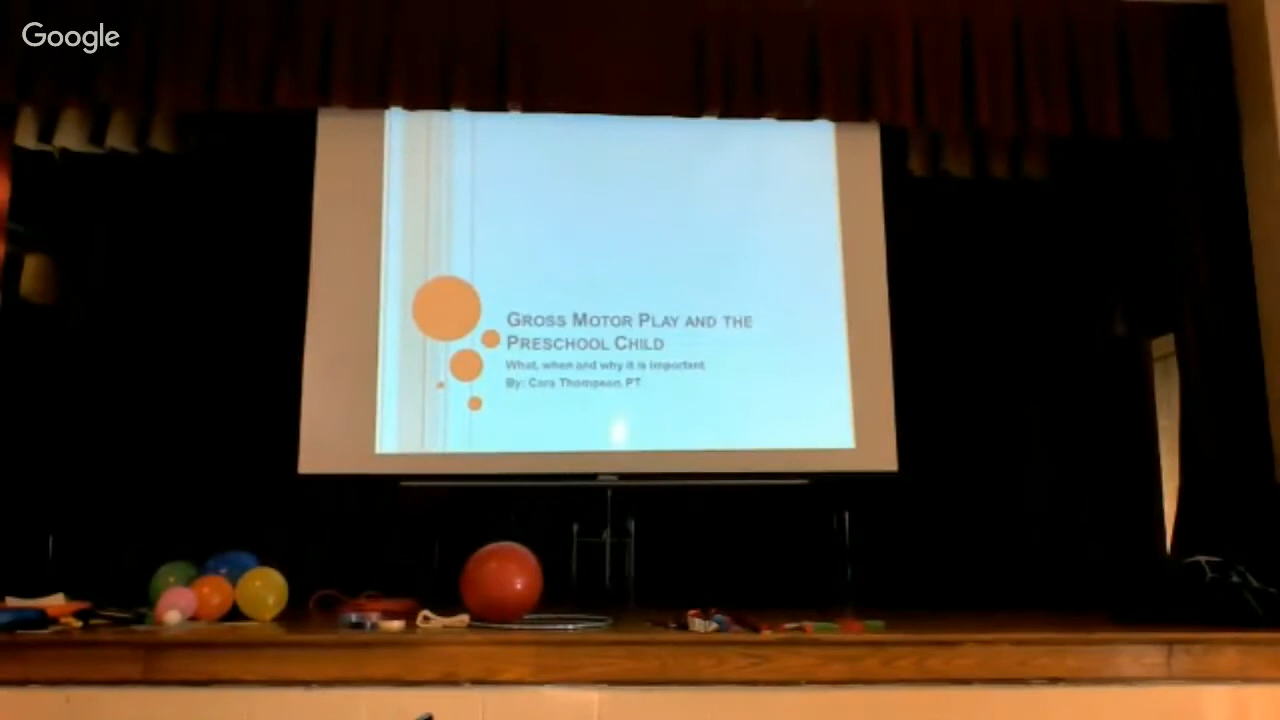 Google
GROSS MOTOR PLAY AND THE
PRESCHOOL CHILD
What, when and why it is important
By: Cara Thompson, PT